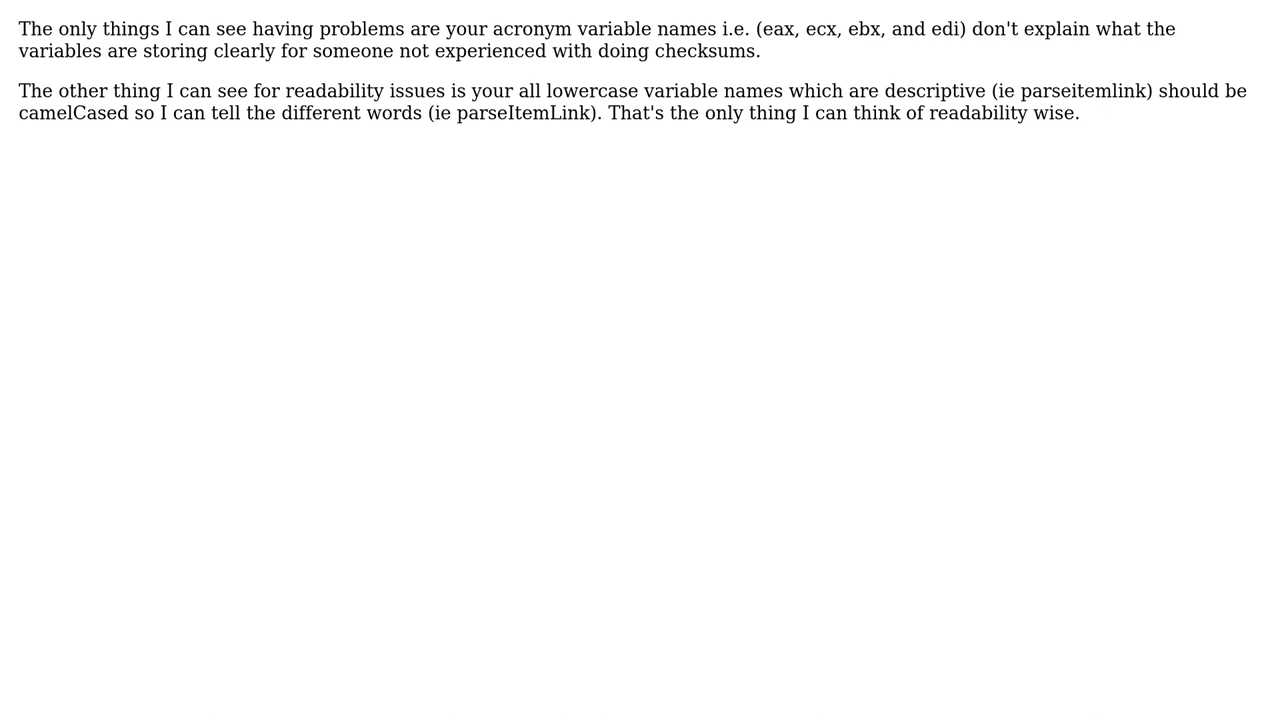 The only things I can see having problems are your acronym variable names i.e. (eax, ecx, ebx, and edi) don't explain what the
variables are storing clearly for someone not experienced with doing checksums.
The other thing I can see for readability issues is your all lowercase variable names which are descriptive (ie parseitemlink) should be
camelCased so I can tell the different words (ie parseItemLink). That's the only thing I can think of readability wise.